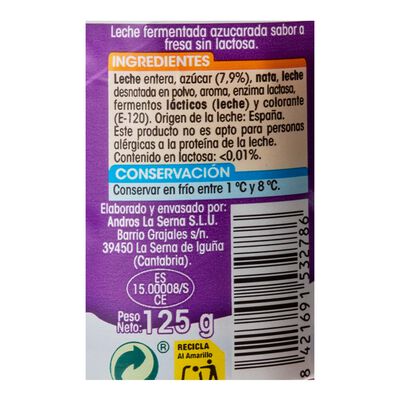 Leche fermentada azucarada sabor a
fresa sin lactosa.
INGREDIENTES
Leche entera, azúcar (7,9%), nata, leche
desnatada en polvo, aroma, enzima lactasa,
fermentos lácticos (leche) y colorante
(E-120). Origen de la leche: España.
Este producto no es apto para personas
alérgicas a la proteína de la leche.
Contenido en lactosa: <0,01%.
CONSERVACIÓN
Conservar en frío entre 1 ºC y 8 ºC.
Elaborado y envasado por:
Andros La Serna S.L.U.
Barrio Grajales s/n.
39450 La Serna de Iguña
(Cantabria).
ES
15.00008/S
CE
Peso
Neto: 125 g
RECICLA
Al Amarillo
8 421691 532786